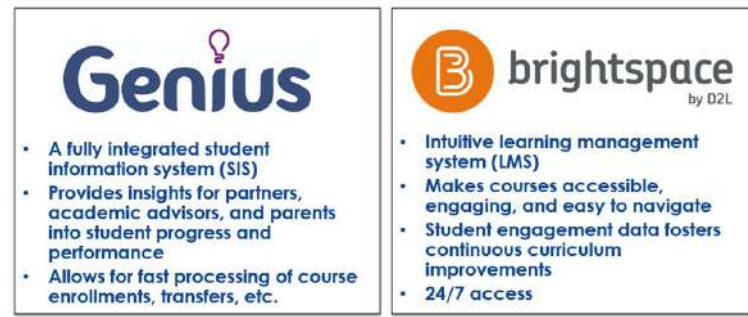 Genius
• A fully integrated student
information system (SIS)
• Provides insights for partners,
academic advisors, and parents
into student progress and
performance
• Allows for fast processing of course
enrollments, transfers, etc.
B brightspace
by D2L
• Intuitive learning management
system (LMS)
• Makes courses accessible,
engaging, and easy to navigate
• Student engagement data fosters
continuous curriculum
improvements
• 24/7 access